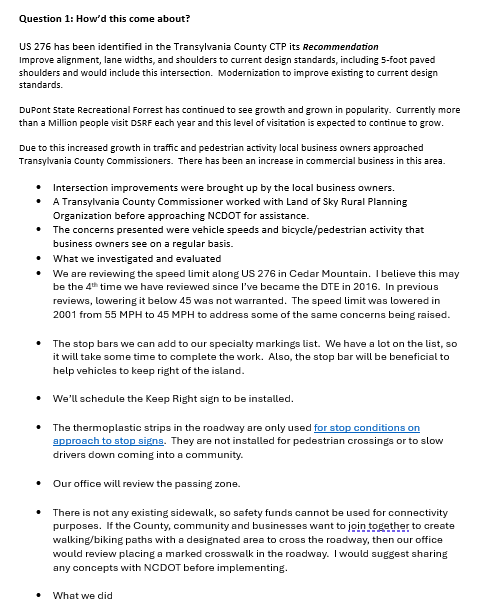 Question 1: How'd this come about?
US 276 has been identified in the Transylvania County CTP its Recommendation
Improve alignment, lane widths, and shoulders to current design standards, including 5-foot paved
shoulders and would include this intersection.  Modernization to improve existing to current design
standards.
DuPont State Recreational Forrest has continued to see growth and grown in popularity.  Currently more
than a Million people visit DSRF each year and this level of visitation is expected to continue to grow.
Due to this increased growth in traffic and pedestrian activity local business owners approached
Transylvania County Commissioners.  There has been an increase in commercial business in this area.
• Intersection improvements were brought up by the local business owners.
• A Transylvania County Commissioner worked with Land of Sky Rural Planning
Organization before approaching NCDOT for assistance.
• The concerns presented were vehicle speeds and bicycle/pedestrian activity that
business owners see on a regular basis.
• What we investigated and evaluated
• We are reviewing the speed limit along US 276 in Cedar Mountain.  I believe this may
be the 4th time we have reviewed since I've became the DTE in 2016.  In previous
reviews, lowering it below 45 was not warranted.  The speed limit was lowered in
2001 from 55 MPH to 45 MPH to address some of the same concerns being raised.
• The stop bars we can add to our specialty markings list.  We have a lot on the list, so
it will take some time to complete the work.  Also, the stop bar will be beneficial to
help vehicles to keep right of the island.
• We'll schedule the Keep Right sign to be installed.
• The thermoplastic strips in the roadway are only used for stop conditions on
approach to stop signs.  They are not installed for pedestrian crossings or to slow
drivers down coming into a community.
• Our office will review the passing zone.
• There is not any existing sidewalk, so safety funds cannot be used for connectivity
purposes.  If the County, community and businesses want to join together to create
walking/biking paths with a designated area to cross the roadway, then our office
would review placing a marked crosswalk in the roadway.  I would suggest sharing
any concepts with NCDOT before implementing.
• What we did